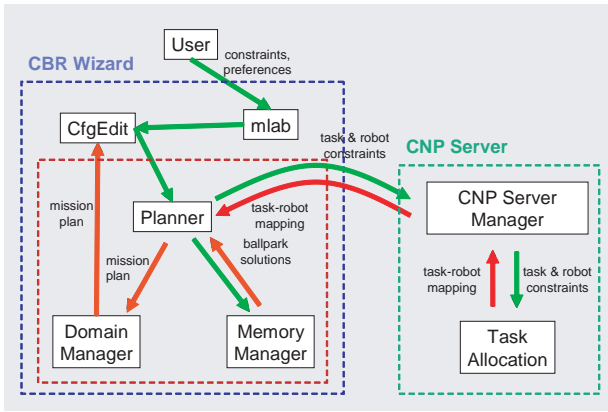 User
CBR Wizard
constraints,
preferences
CfgEdit
mlab
task & robot
constraints
CNP Server
mission
plan
Planner
task-robot
mapping
CNP Server
Manager
mission
plan
ballpark
solutions
task-robot
mapping
task & robot
constraints
Domain
Manager
Memory
Manager
Task
Allocation